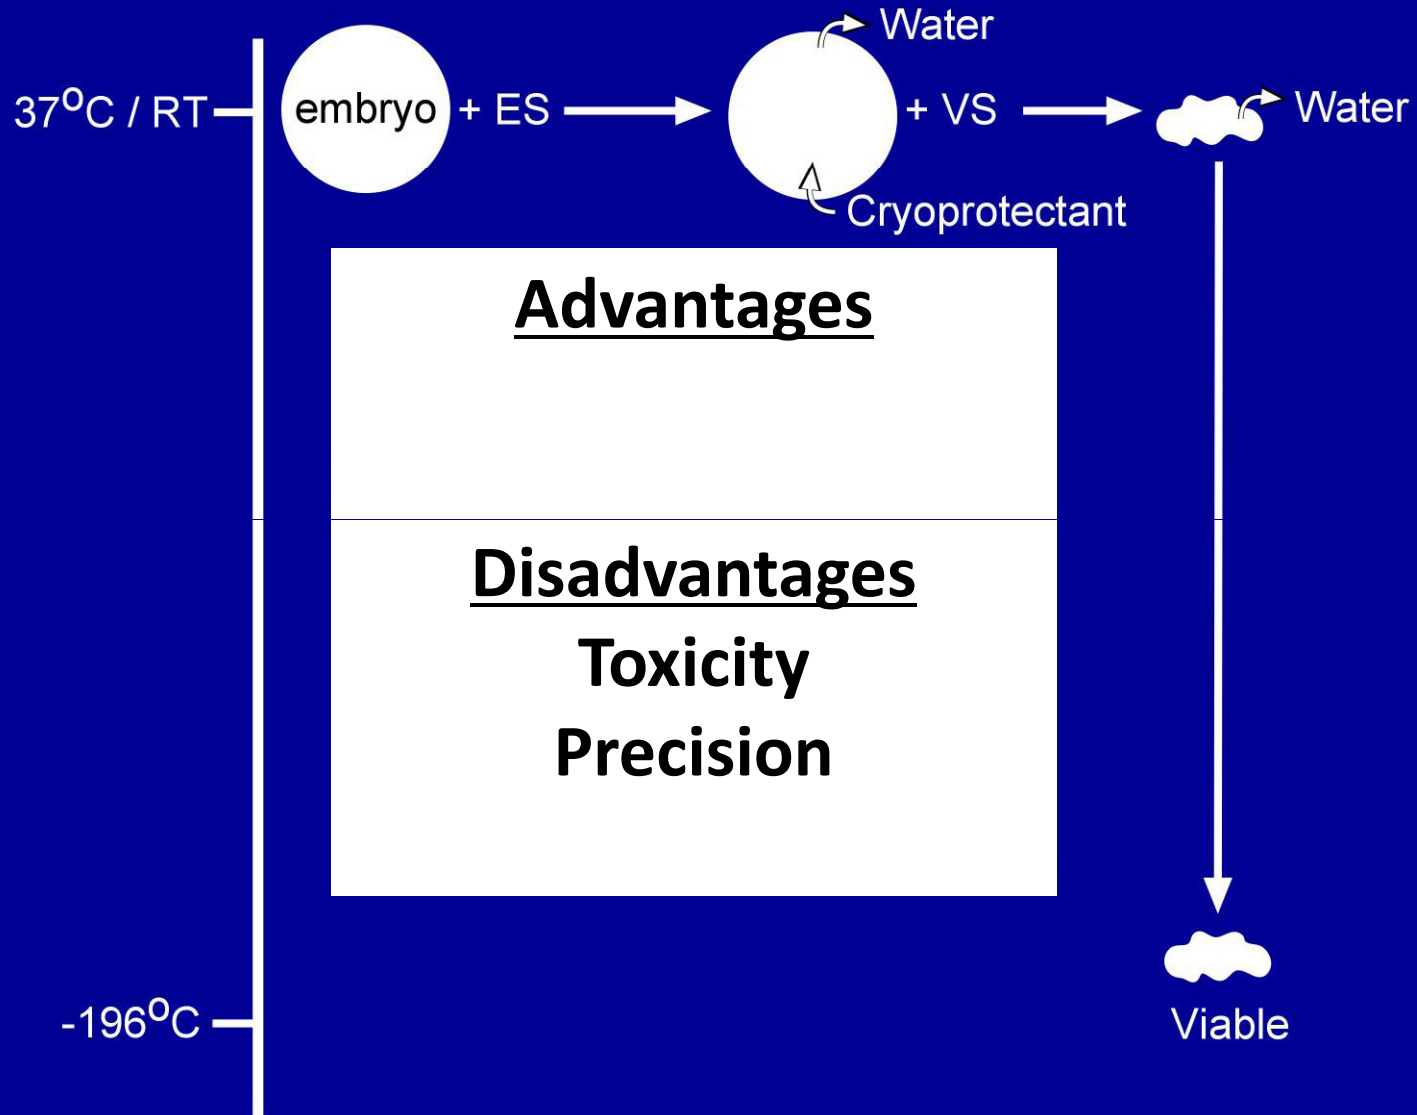 Water
37°C / RT
embryo + ES
+ VS
Water
Cryoprotectant
Advantages
Disadvantages
Toxicity
Precision
-196°C
Viable